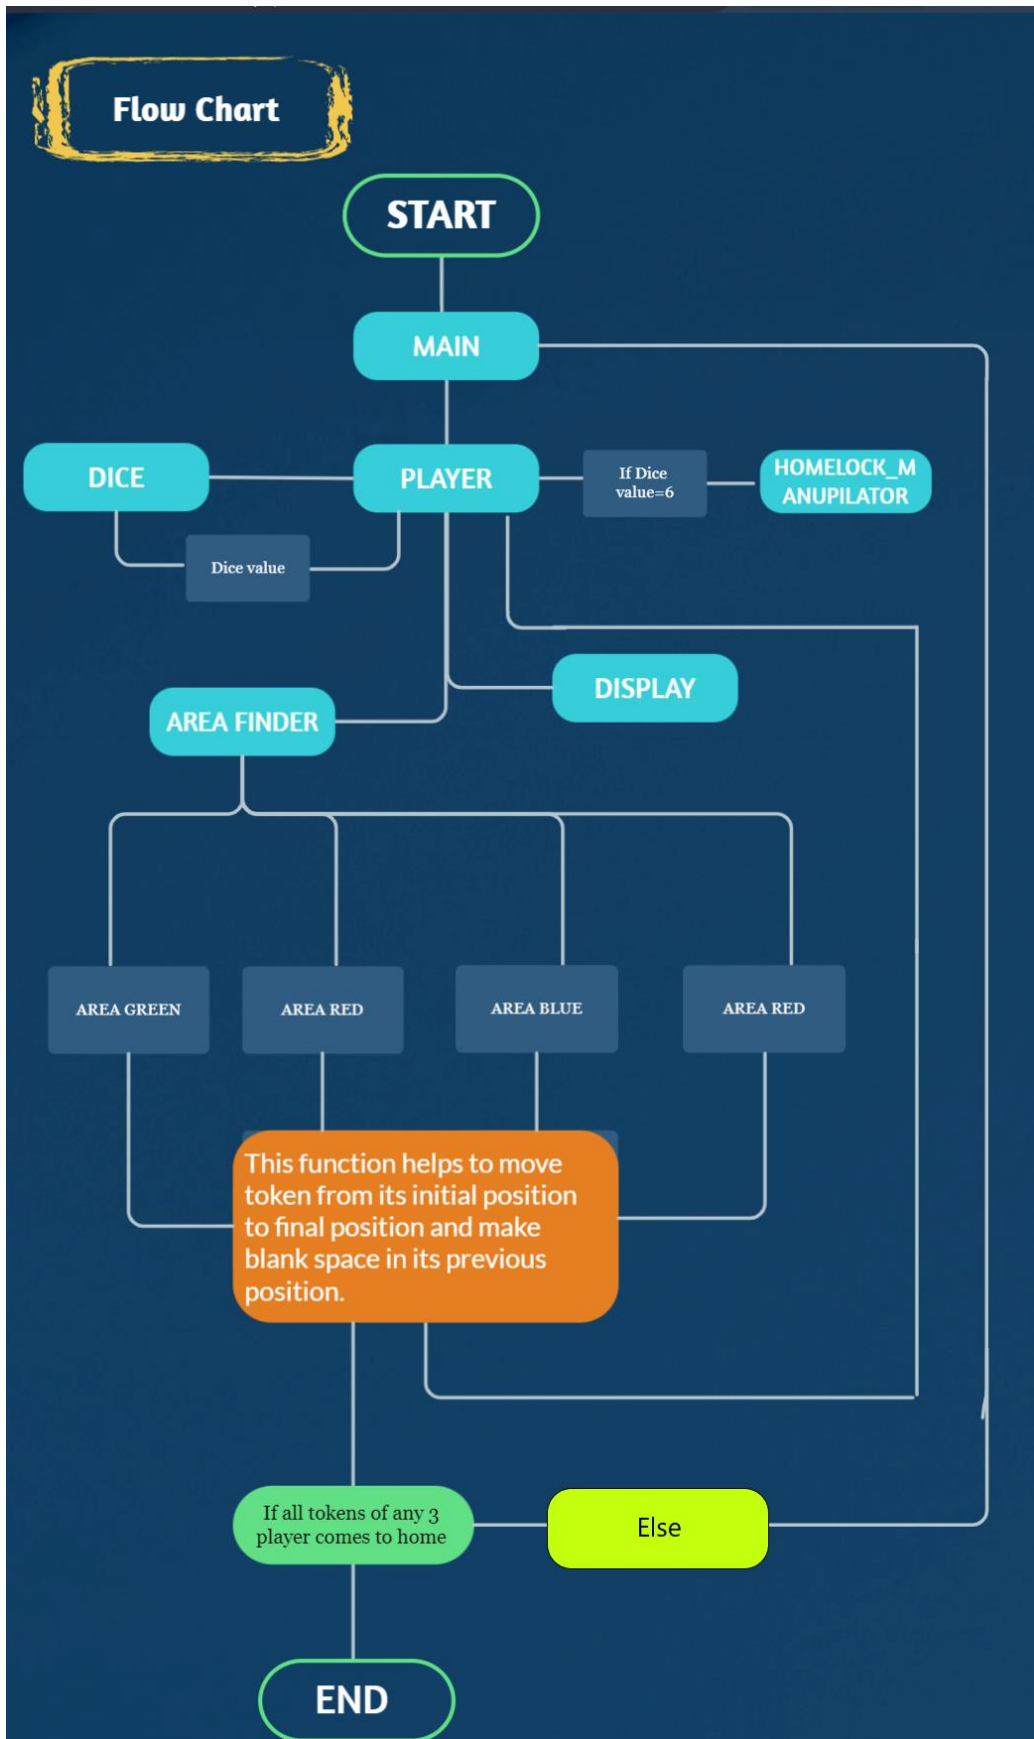 Flow Chart
START
MAIN
DICE
PLAYER
If Dice
value=6
HOMELOCK_M
ANUPILATOR
Dice value
DISPLAY
AREA FINDER
AREA GREEN
AREA RED
AREA BLUE
AREA RED
This function helps to move
token from its initial position
to final position and make
blank space in its previous
position.
If all tokens of any 3
player comes to home
Else
END